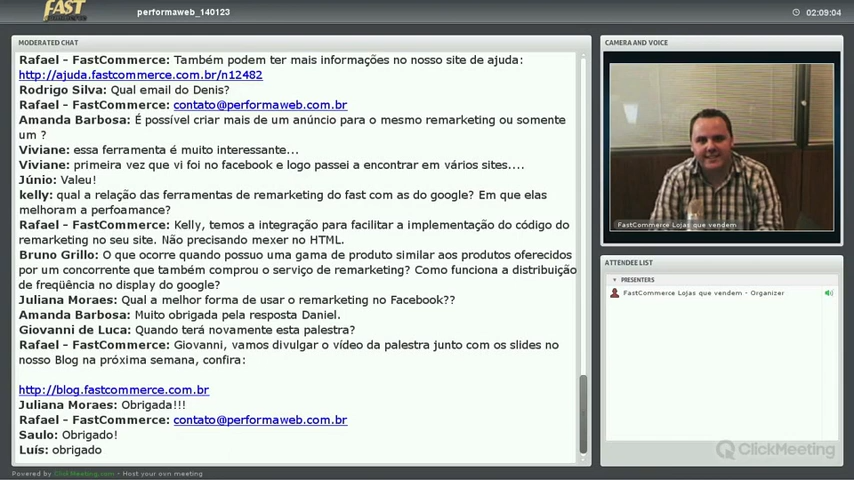 FAST
performaweb_140123
02:09:04
MODERATED CHAT
CAMERA AND VOICE
Rafael - FastCommerce: Também podem ter mais informações no nosso site de ajuda:
http://ajuda.fastcommerce.com.br/n12482
Rodrigo Silva: Qual email do Denis?
Rafael - FastCommerce: contato@performaweb.com.br
Amanda Barbosa: É possível criar mais de um anúncio para o mesmo remarketing ou somente
um ?
Viviane: essa ferramenta é muito interessante...
Viviane: primeira vez que vi foi no facebook e logo passei a encontrar em vários sites....
Júnio: Valeu!
kelly: qual a relação das ferramentas de remarketing do fast com as do google? Em que elas
melhoram a perfoamance?
Rafael - FastCommerce: Kelly, temos a integração para facilitar a implementação do código do
remarketing no seu site. Não precisando mexer no HTML.
Bruno Grillo: O que ocorre quando possuo uma gama de produto similar aos produtos oferecidos
por um concorrente que também comprou o serviço de remarketing? Como funciona a distribuição
de freqüência no display do google?
Juliana Moraes: Qual a melhor forma de usar o remarketing no Facebook??
Amanda Barbosa: Muito obrigada pela resposta Daniel.
Giovanni de Luca: Quando terá novamente esta palestra?
Rafael - FastCommerce: Giovanni, vamos divulgar o vídeo da palestra junto com os slides no
nosso Blog na próxima semana, confira:
http://blog.fastcommerce.com.br
Juliana Moraes: Obrigada!!!
Rafael - FastCommerce: contato@performaweb.com.br
Saulo: Obrigado!
Luís: obrigado
FastCommerce Lojas que vendem
ATTENDEE LIST
PRESENTERS
FastCommerce Lojas que vendem - Organizer
ClickMeeting
Powered by ClickMeeting.com • Host your own meeting